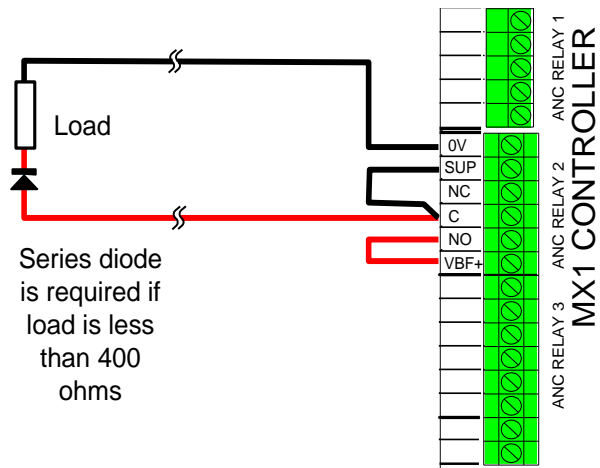 Load
Series diode
is required if
load is less
than 400
ohms
0V
SUP
NC
C
NO
VBF+
ANC RELAY 1
ANC RELAY 2
ANC RELAY 3
MX1 CONTROLLER